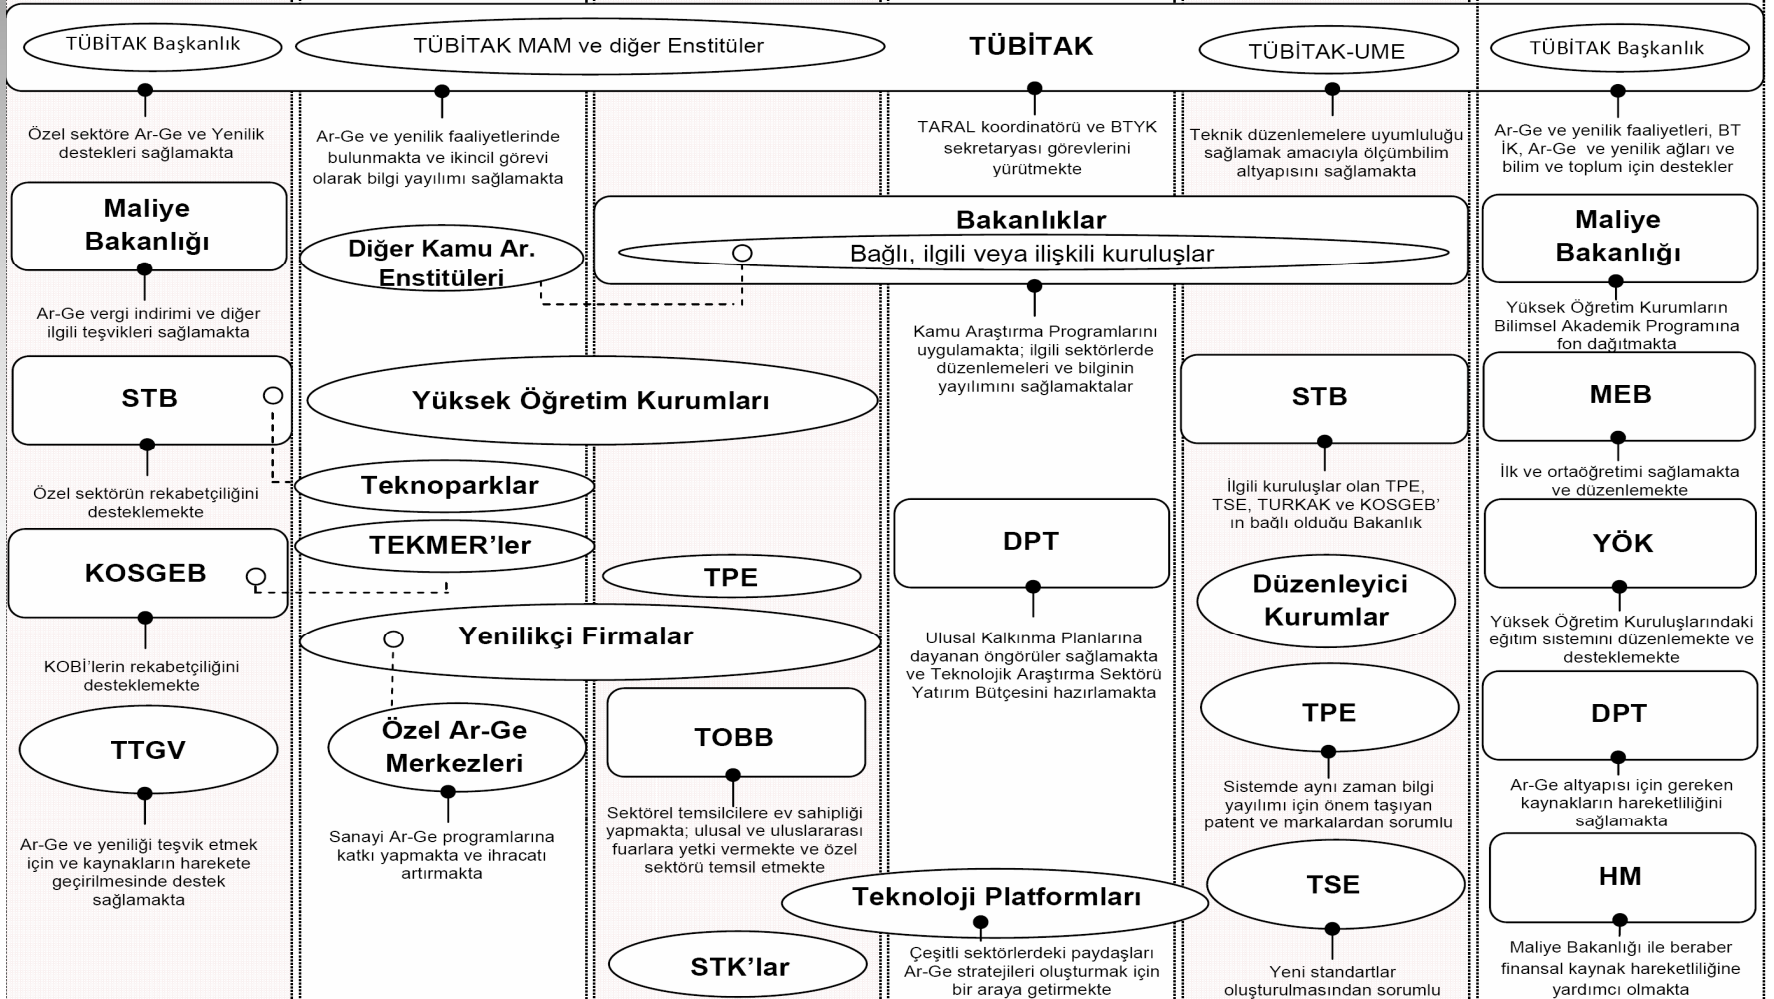 TÜBİTAK Başkanlık
TÜBİTAK MAM ve diğer Enstitüler
TÜBİTAK
TÜBİTAK-UME
TÜBİTAK Başkanlık
Özel sektöre Ar-Ge ve Yenilik
destekleri sağlamakta
Maliye
Bakanlığı
Ar-Ge vergi indirimi ve diğer
ilgili teşvikleri sağlamakta
STB
Özel sektörün rekabetçiliğini
desteklemekte
KOSGEB
KOBİ'lerin rekabetçiliğini
desteklemekte
TTGV
Ar-Ge ve yeniliği teşvik etmek
için ve kaynakların harekete
geçirilmesinde destek
sağlamakta
Ar-Ge ve yenilik faaliyetlerinde
bulunmakta ve ikincil görevi
olarak bilgi yayılımı sağlamakta
Diğer Kamu Ar.
Enstitüleri
Yüksek Öğretim Kurumları
Teknoparklar
TEKMER’ler
TPE
Yenilikçi Firmalar
Özel Ar-Ge
Merkezleri
Sanayi Ar-Ge programlarına
katkı yapmakta ve ihracatı
artırmakta
TOBB
Sektörel temsilcilere ev sahipliği
yapmakta; ulusal ve uluslararası
fuarlara yetki vermekte ve özel
sektörü temsil etmekte
STK’lar
TARAL koordinatörü ve BTYK
sekretaryası görevlerini
yürütmekte
Bakanlıklar
Bağlı, ilgili veya ilişkili kuruluşlar
Kamu Araştırma Programlarını
uygulamakta; ilgili sektörlerde
düzenlemeleri ve bilginin
yayılımını sağlamaktalar
DPT
Ulusal Kalkınma Planlarına
dayanan öngörüler sağlamakta
ve Teknolojik Araştırma Sektörü
Yatırım Bütçesini hazırlamakta
Teknoloji Platformları
Çeşitli sektörlerdeki paydaşları
Ar-Ge stratejileri oluşturmak için
bir araya getirmekte
Teknik düzenlemelere uyumluluğu
sağlamak amacıyla ölçümbilim
altyapısını sağlamakta
STB
İlgili kuruluşlar olan TPE,
TSE, TURKAK ve KOSGEB’
ın bağlı olduğu Bakanlık
Düzenleyici
Kurumlar
TPE
Sistemde aynı zaman bilgi
yayılımı için önem taşıyan
patent ve markalardan sorumlu
TSE
Yeni standartlar
oluşturulmasından sorumlu
Ar-Ge ve yenilik faaliyetleri, BT
İK, Ar-Ge ve yenilik ağları ve
bilim ve toplum için destekler
Maliye
Bakanlığı
Yüksek Öğretim Kurumların
Bilimsel Akademik Programına
fon dağıtmakta
MEB
İlk ve ortaöğretimi sağlamakta
ve düzenlemekte
YÖK
Yüksek Öğretim Kuruluşlarındaki
eğitim sistemini düzenlemekte ve
desteklemekte
DPT
Ar-Ge altyapısı için gereken
kaynakların hareketliliğini
sağlamakta
HM
Maliye Bakanlığı ile beraber
finansal kaynak hareketliliğine
yardımcı olmakta